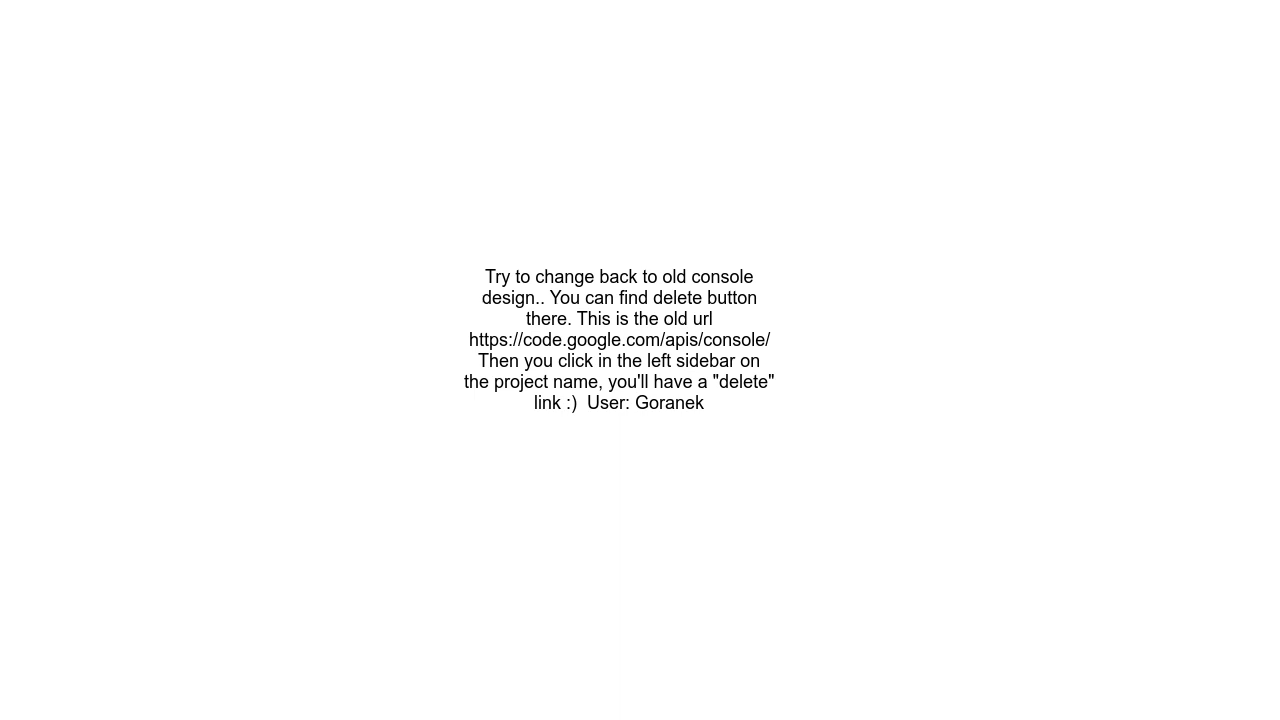 Try to change back to old console
design.. You can find delete button
there. This is the old url
https://code.google.com/apis/console/
Then you click in the left sidebar on
the project name, you'll have a "delete"
link :)  User: Goranek